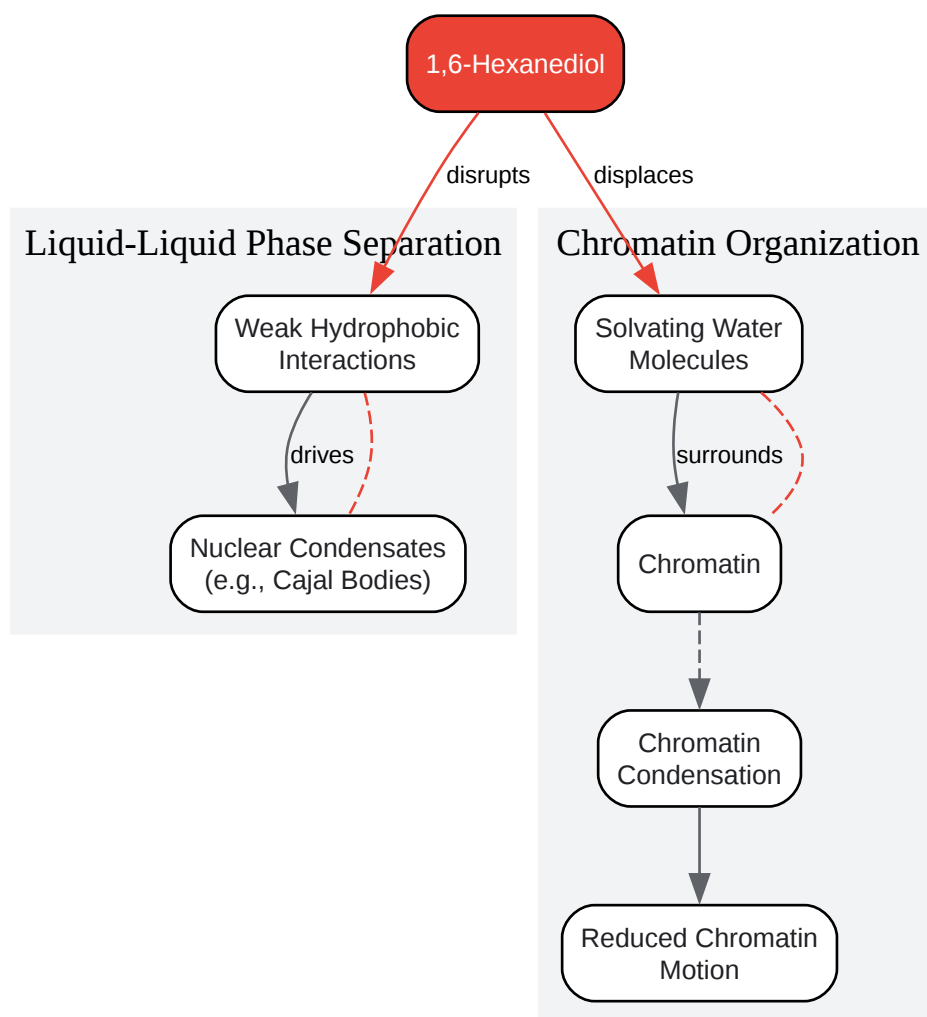 1,6-Hexanediol
disrupts
displaces
Liquid-Liquid Phase Separation
Chromatin Organization
Weak Hydrophobic
Interactions
Solvating Water
Molecules
drives
surrounds
Nuclear Condensates
(e.g., Cajal Bodies)
Chromatin
Chromatin
Condensation
Reduced Chromatin
Motion